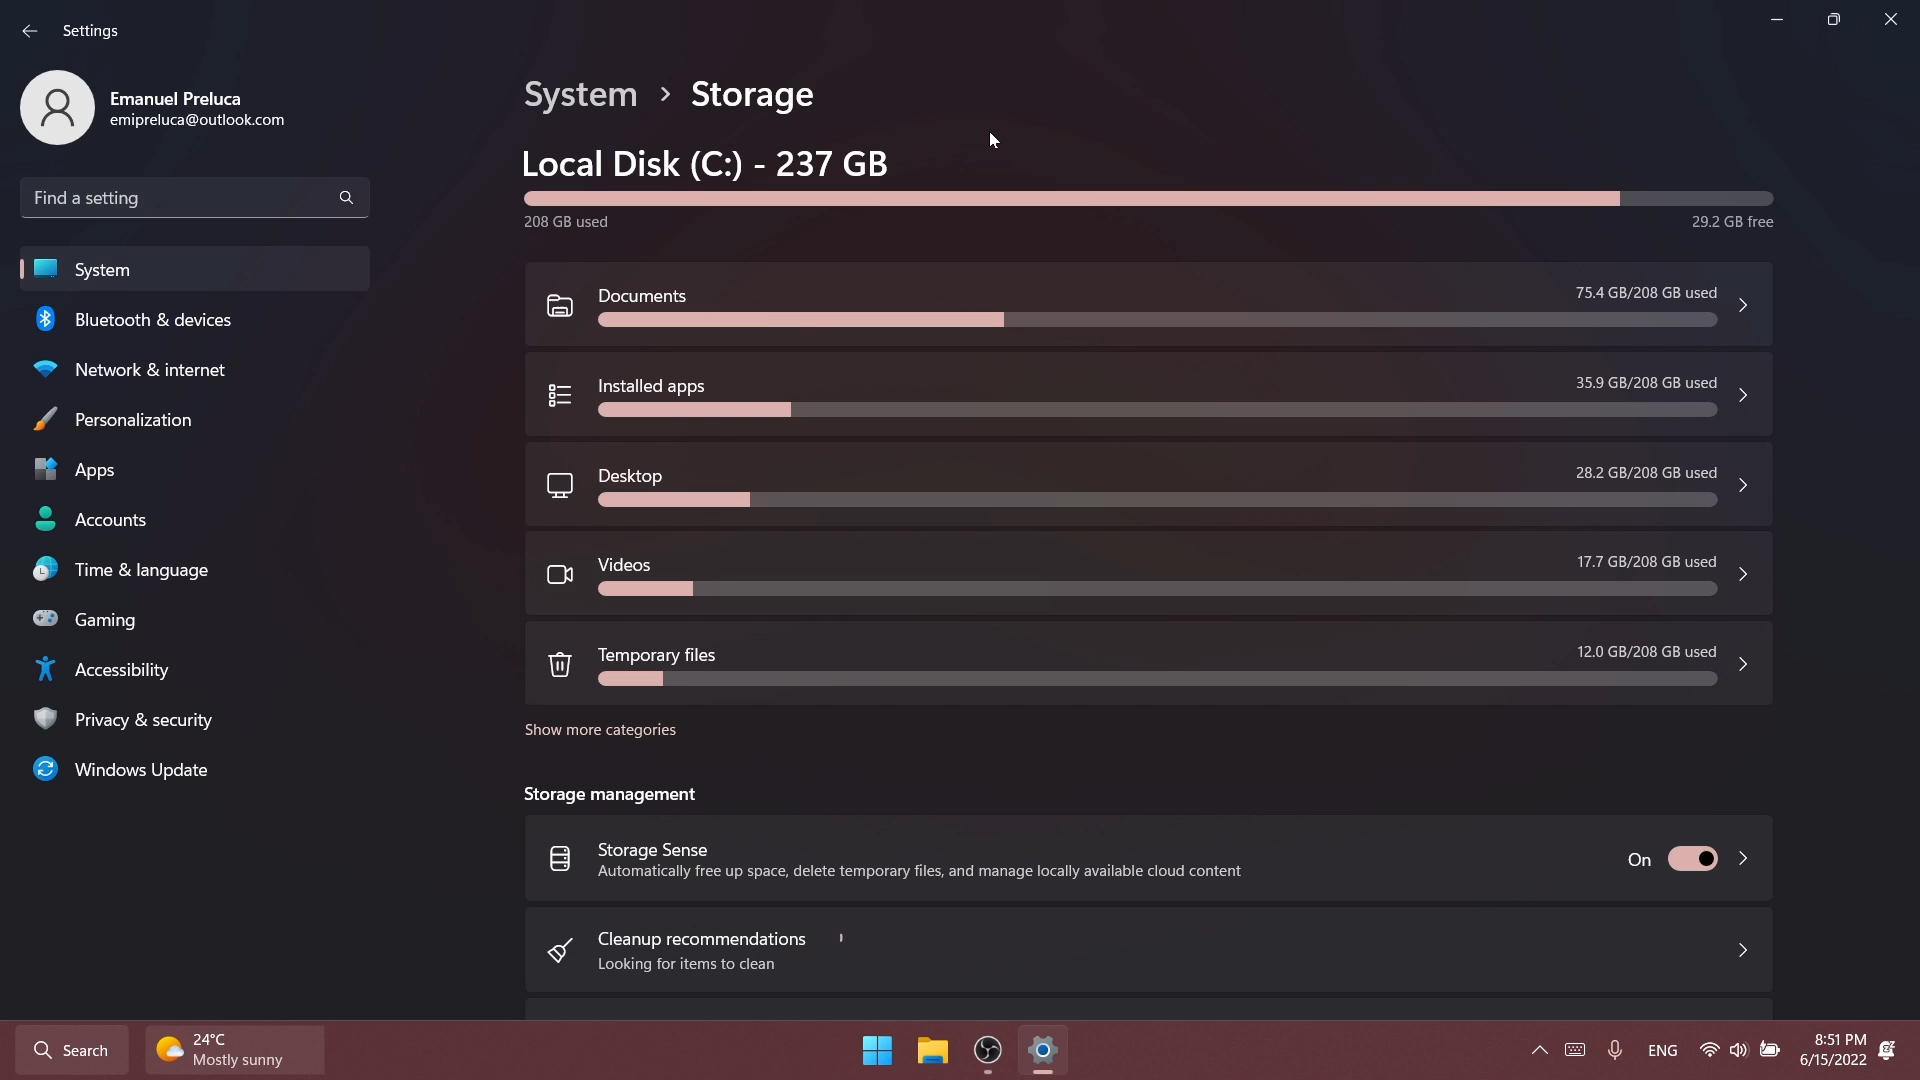 Settings
Emanuel Preluca
emipreluca@outlook.com
Find a setting
System
Bluetooth & devices
Network & internet
Personalization
Apps
Accounts
Time & language
Gaming
Accessibility
Privacy & security
Windows Update
System > Storage
Local Disk (C:) - 237 GB
208 GB used 29.2 GB free
Documents 75.4 GB/208 GB used
Installed apps 35.9 GB/208 GB used
Desktop 28.2 GB/208 GB used
Videos 17.7 GB/208 GB used
Temporary files 12.0 GB/208 GB used
Show more categories
Storage management
Storage Sense
Automatically free up space, delete temporary files, and manage locally available cloud content
On
Cleanup recommendations
Looking for items to clean
Search
24°C
Mostly sunny
ENG
8:51 PM
6/15/2022